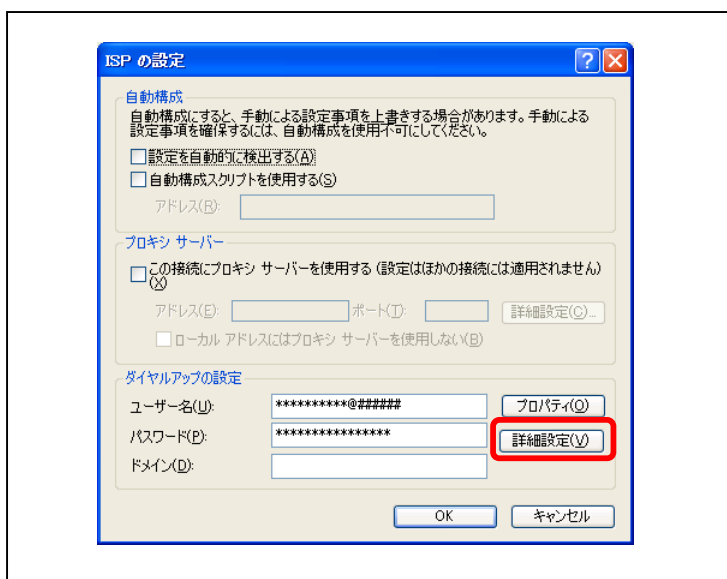 ISP の設定
自動構成
自動構成にすると、手動による設定事項を上書きする場合があります。手動による
設定事項を確保するには、自動構成を使用不可にしてください。
設定を自動的に検出する(A)
自動構成スクリプトを使用する(S)
アドレス(R):
プロキシ サーバー
この接続にプロキシ サーバーを使用する (設定はほかの接続には適用されません)
(X)
アドレス(E): ポート(T): 詳細設定(C)...
ローカル アドレスにはプロキシ サーバーを使用しない(B)
ダイヤルアップの設定
ユーザー名(U): **********@###### プロパティ(O)
パスワード(P): **************** 詳細設定(V)
ドメイン(D):
OK キャンセル